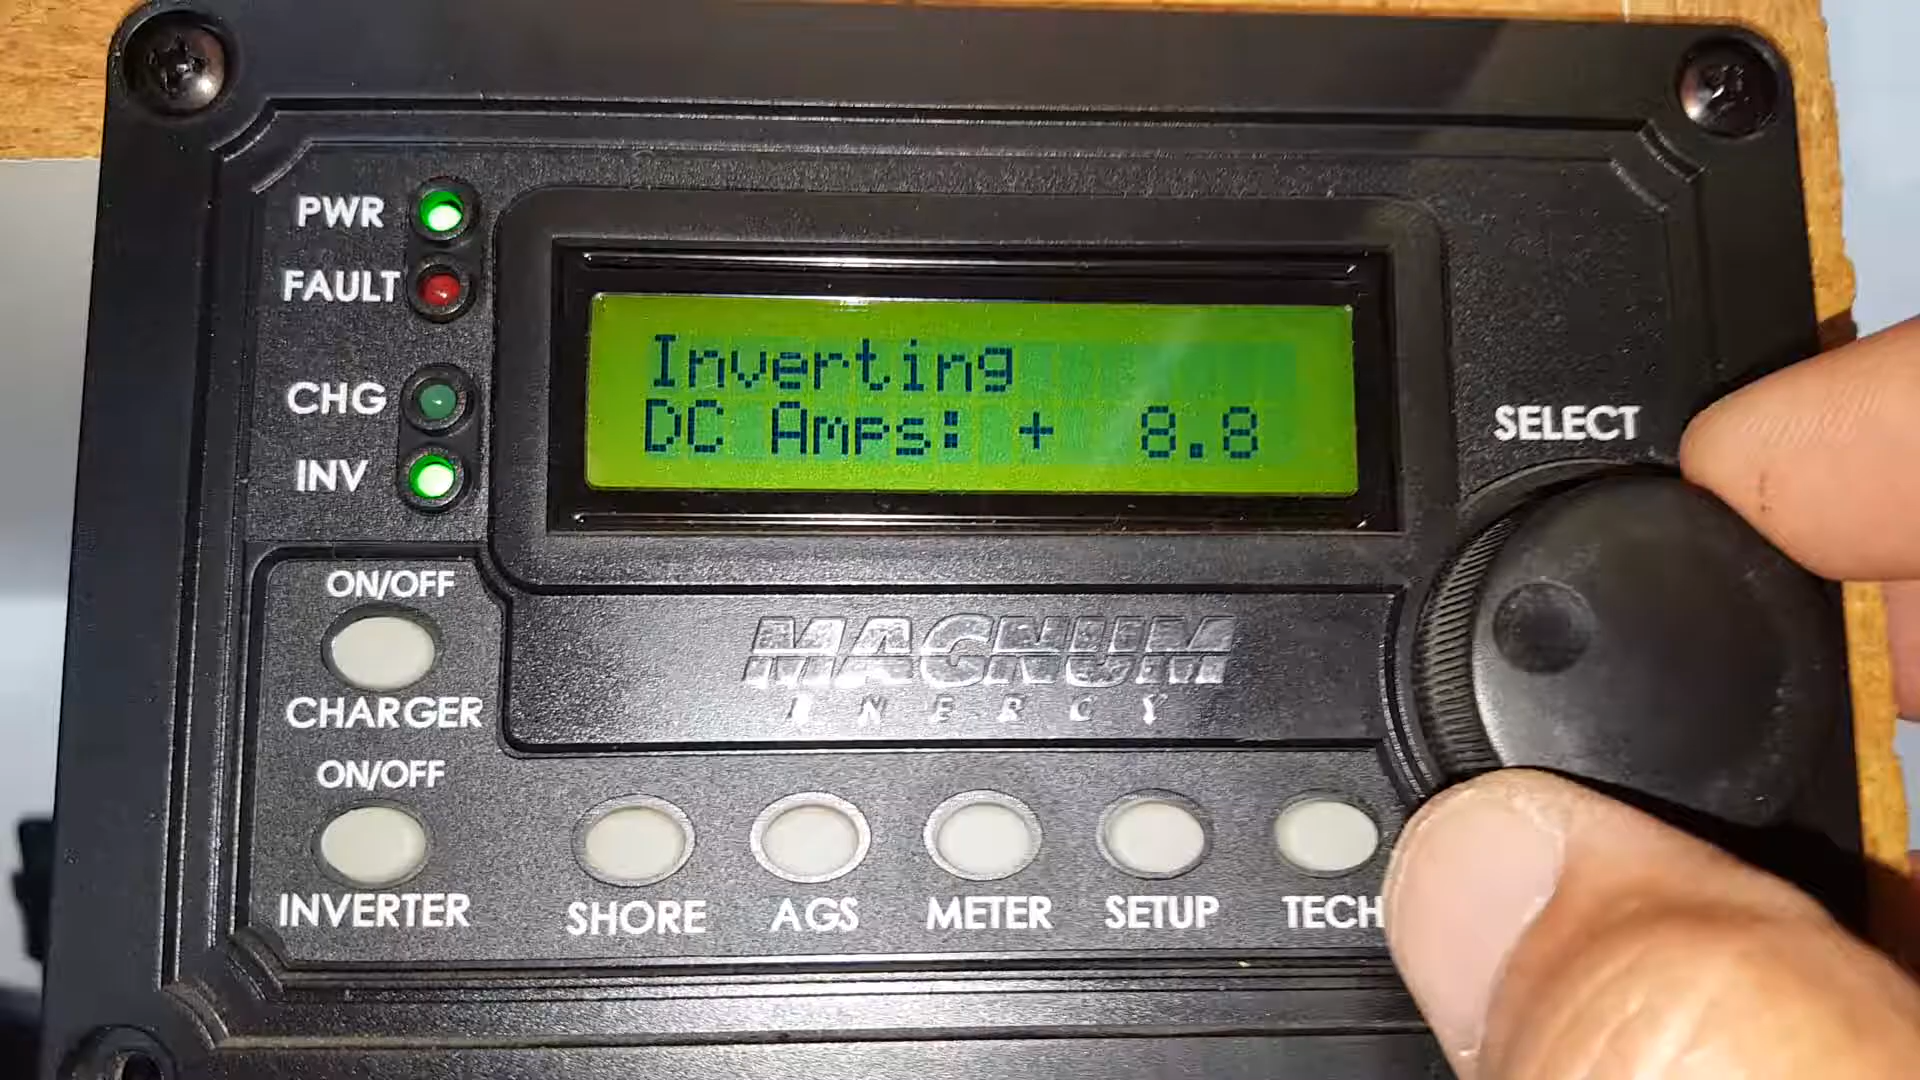 PWR
FAULT
CHG
INV
Inverting
DC Amps: + 8.8
SELECT
ON/OFF
CHARGER
ON/OFF
INVERTER
MAGNUM
ENERGY
SHORE
AGS
METER
SETUP
TECH